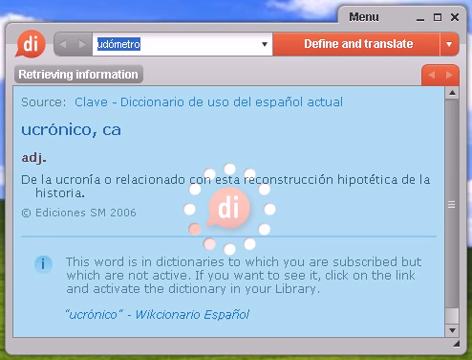 Menu
di
udómetro
Define and translate
Retrieving information
Source: Clave - Diccionario de uso del español actual
ucrónico, ca
adj.
De la ucronía o relacionado con esta reconstrucción hipotética de la
historia.
© Ediciones SM 2006
di
i
This word is in dictionaries to which you are subscribed but
which are not active. If you want to see it, click on the link
and activate the dictionary in your Library.
"ucrónico" - Wikcionario Español